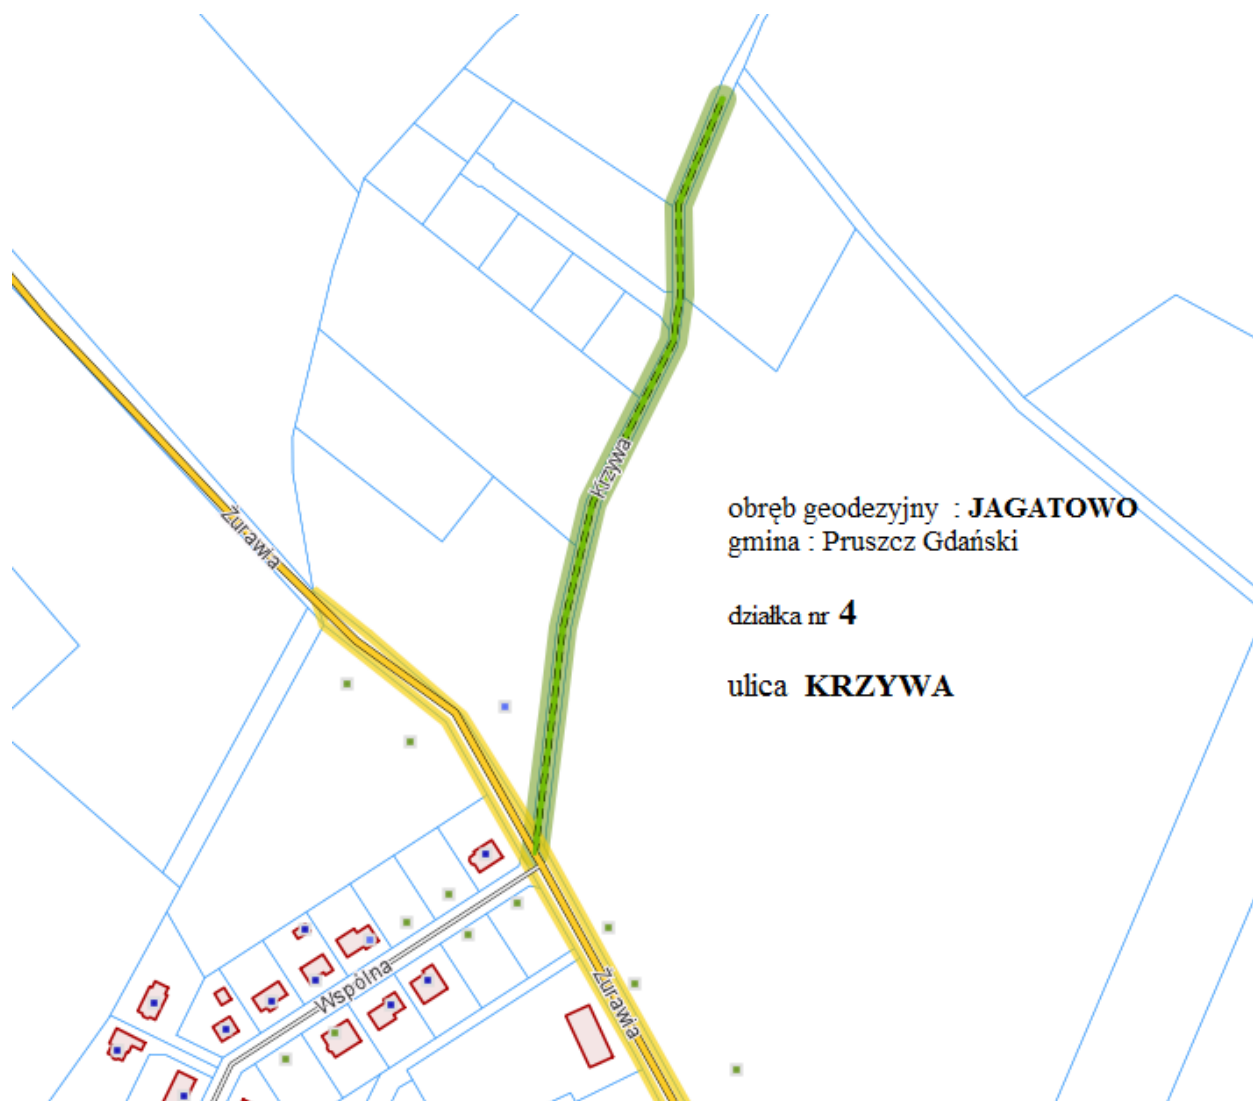 Krzywa
obręb geodezyjny : JAGATOWO
gmina : Pruszcz Gdański
Żurawia
działka nr 4
ulica KRZYWA
Wspólna
Żurawia